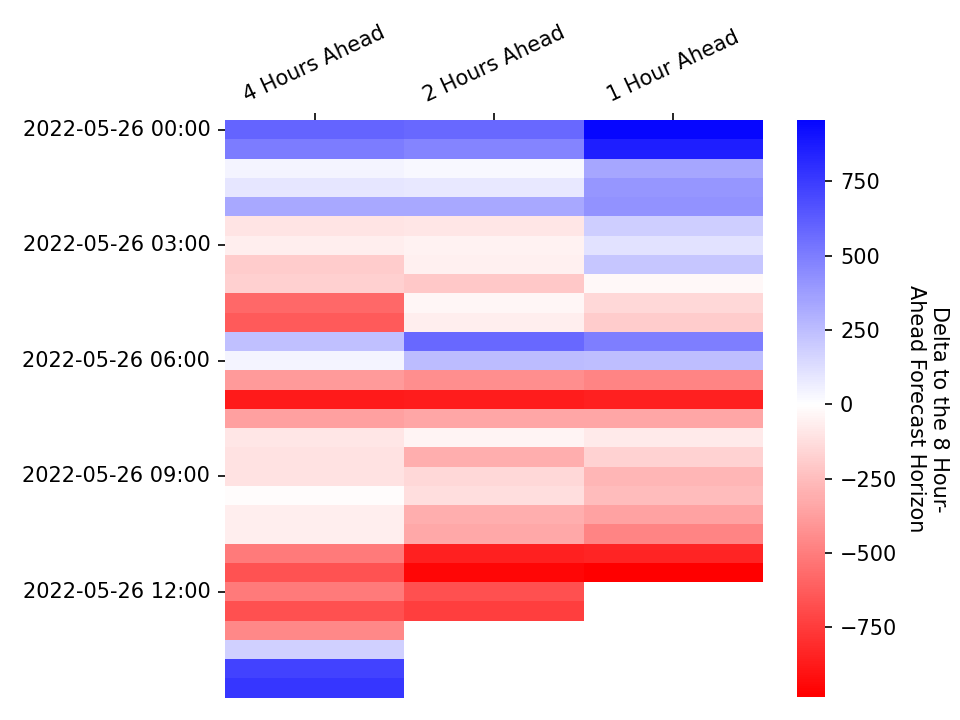 4 Hours Ahead
2 Hours Ahead
1 Hour Ahead
2022-05-26 00:00
2022-05-26 03:00
2022-05-26 06:00
2022-05-26 09:00
2022-05-26 12:00
750
500
250
0
−250
−500
−750
Delta to the 8 Hour-
Ahead Forecast Horizon